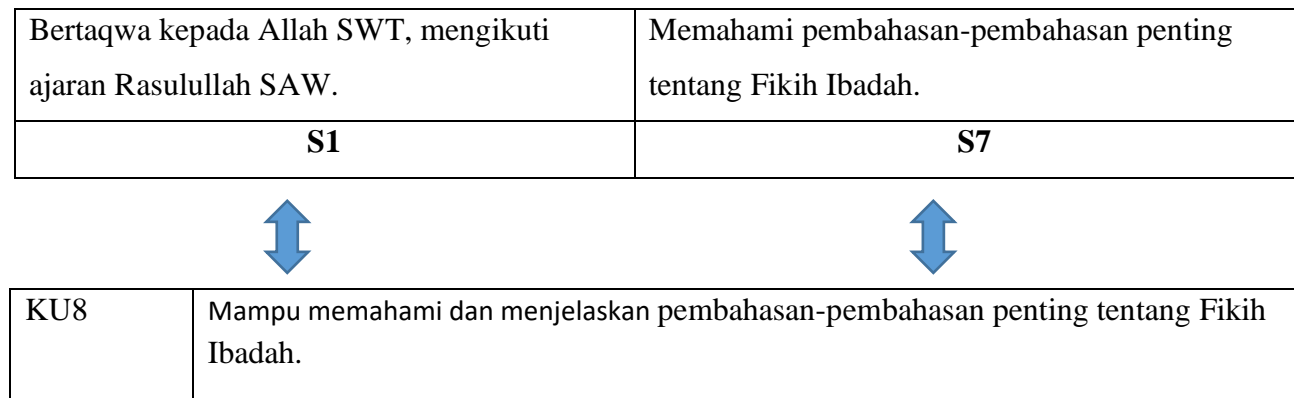 Bertaqwa kepada Allah SWT, mengikuti
ajaran Rasulullah SAW.
Memahami pembahasan-pembahasan penting
tentang Fikih Ibadah.
S1
S7
KU8
Mampu memahami dan menjelaskan pembahasan-pembahasan penting tentang Fikih
Ibadah.